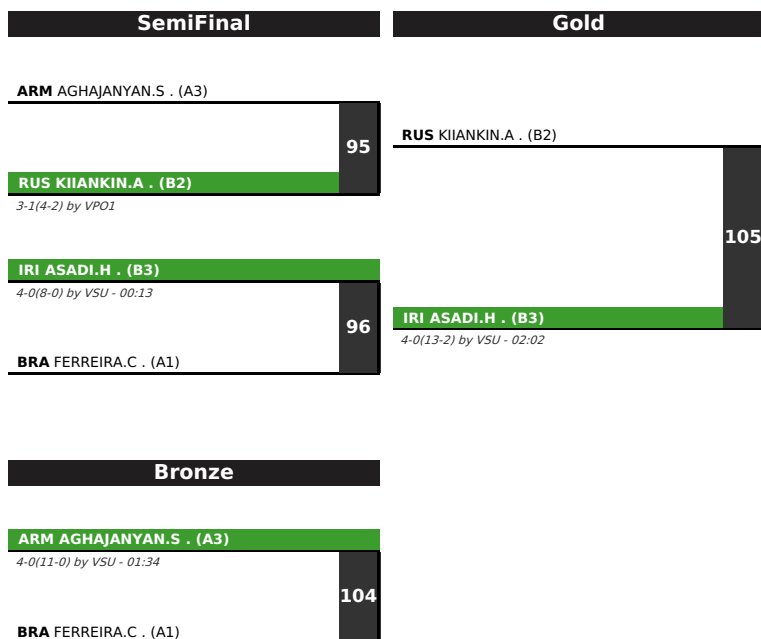 SemiFinal
ARM AGHAJANYAN.S . (A3)
95
RUS KIIANKIN.A . (B2)
3-1(4-2) by VPO1
IRI ASADI.H . (B3)
4-0(8-0) by VSU - 00:13
96
BRA FERREIRA.C . (A1)
Gold
RUS KIIANKIN.A . (B2)
105
IRI ASADI.H . (B3)
4-0(13-2) by VSU - 02:02
Bronze
ARM AGHAJANYAN.S . (A3)
4-0(11-0) by VSU - 01:34
104
BRA FERREIRA.C . (A1)